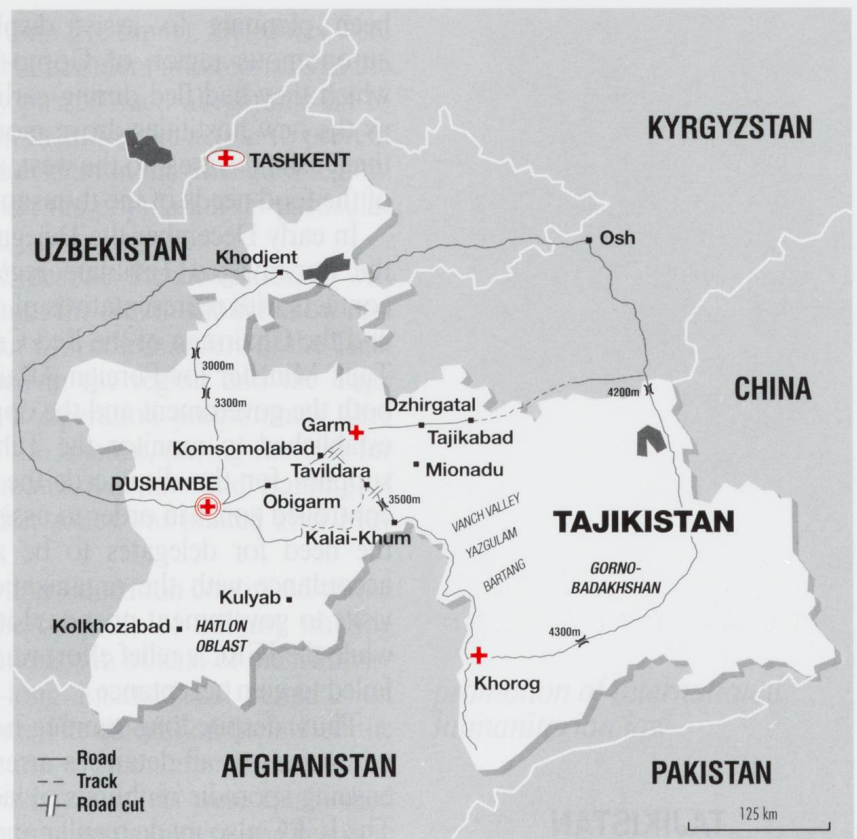 KYRGYZSTAN
TASHKENT
UZBEKISTAN
Khodjent
Osh
3000m
3300m
4200m
CHINA
Dzhirgatal
Garm
Tajikabad
Komsomolabad
Tavildara
Mionadu
DUSHANBE
Obigarm
3500m
Kalai-Khum
VANCH VALLEY
YAZGULAM
BARTANG
TAJIKISTAN
GORNO-
BADAKHSHAN
Kulyab
Kolkhozabad
HATLON
OBLAST
4300m
Khorog
Road
Track
Road cut
AFGHANISTAN
PAKISTAN
125 km